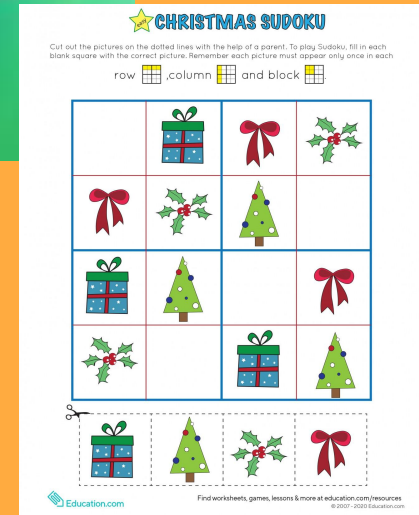 EASY
CHRISTMAS SUDOKU
Cut out the pictures on the dotted lines with the help of a parent. To play Sudoku, fill in each
blank square with the correct picture. Remember each picture must appear only once in each
row , column and block .
Education.com
Find worksheets, games, lessons & more at education.com/resources
© 2007 - 2020 Education.com